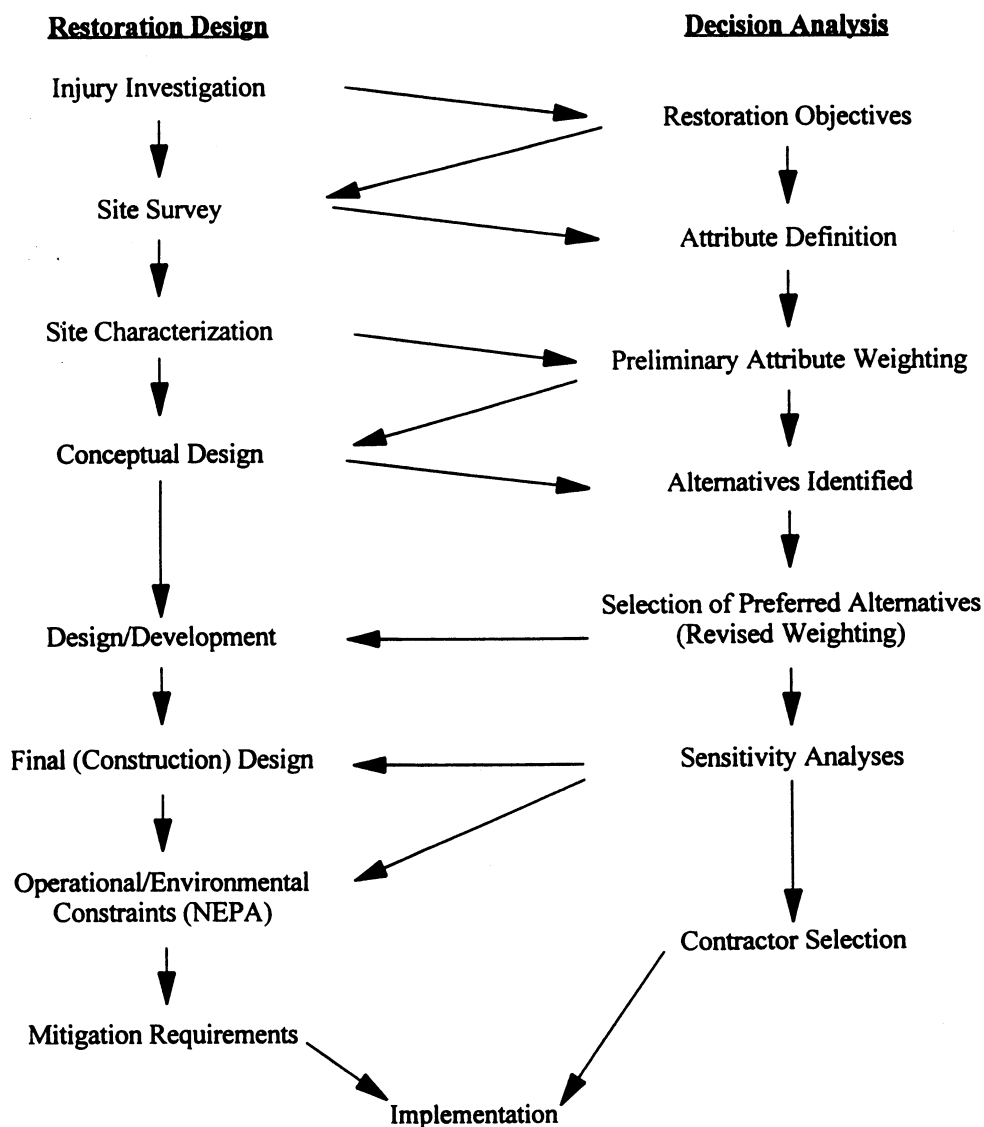 Restoration Design
Decision Analysis
Injury Investigation
Restoration Objectives
Site Survey
Attribute Definition
Site Characterization
Preliminary Attribute Weighting
Conceptual Design
Alternatives Identified
Selection of Preferred Alternatives
(Revised Weighting)
Design/Development
Final (Construction) Design
Sensitivity Analyses
Operational/Environmental
Constraints (NEPA)
Contractor Selection
Mitigation Requirements
Implementation